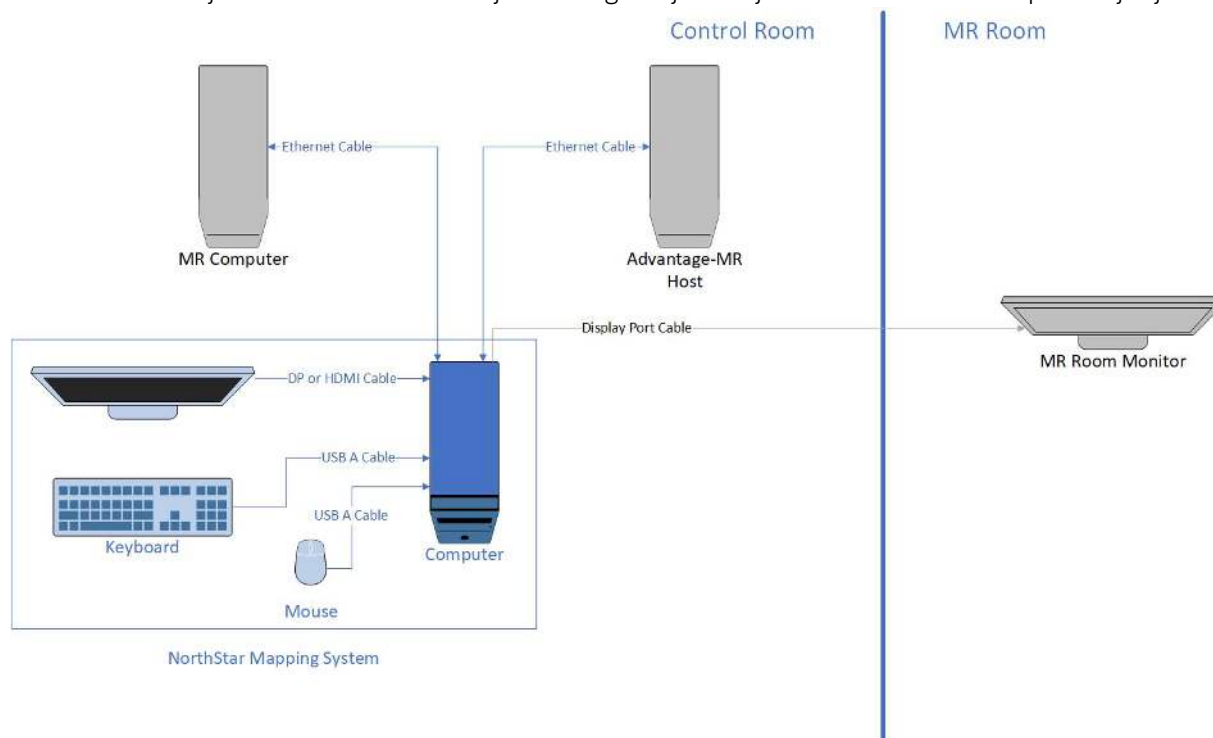 Control Room
MR Room
Ethernet Cable
Ethernet Cable
MR Computer
Advantage-MR
Host
Display Port Cable
MR Room Monitor
DP or HDMI Cable
USB A Cable
USB A Cable
Keyboard
Computer
Mouse
NorthStar Mapping System